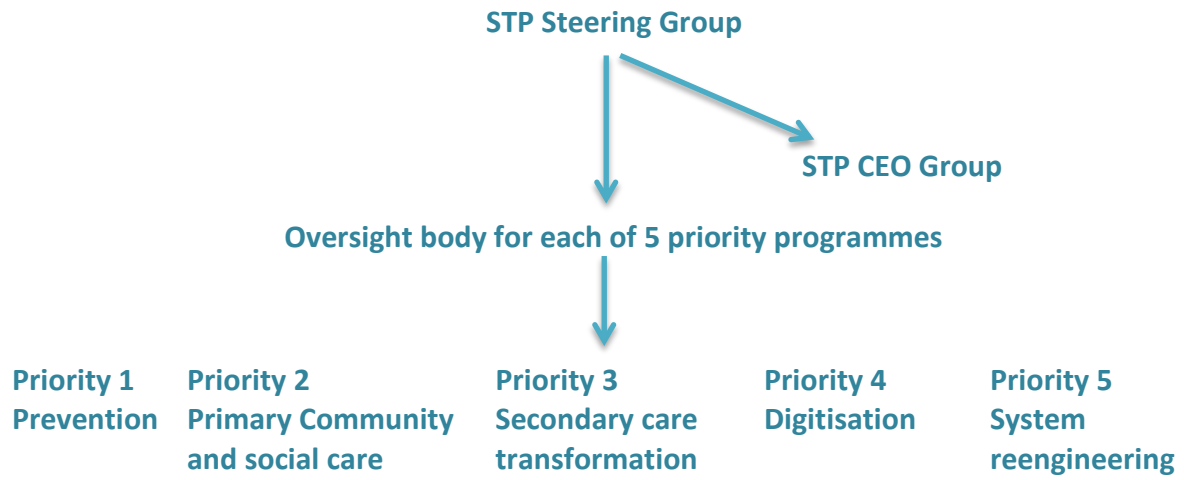 STP Steering Group
STP CEO Group
Oversight body for each of 5 priority programmes
Priority 1
Prevention
Priority 2
Primary Community
and social care
Priority 3
Secondary care
transformation
Priority 4
Digitisation
Priority 5
System
reengineering